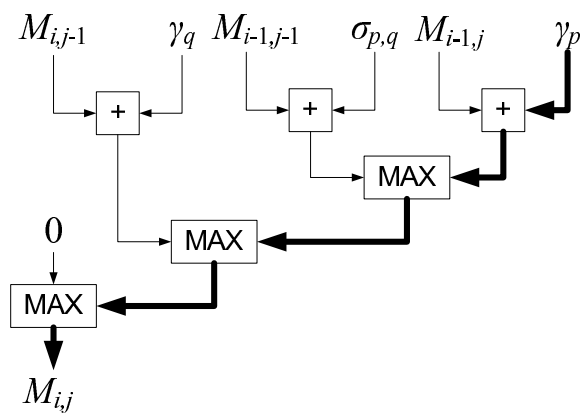 M_{i,j-1} γ_q M_{i-1,j-1} σ_{p,q} M_{i-1,j} γ_p
+ + +
MAX
MAX
0
MAX
M_{i,j}